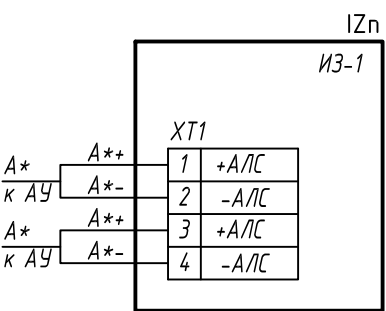 IZn
ИЗ-1
XT1
А*+
1 +АЛС
А*
к АУ
А*-
2 -АЛС
А*+
3 +АЛС
А*
к АУ
А*-
4 -АЛС